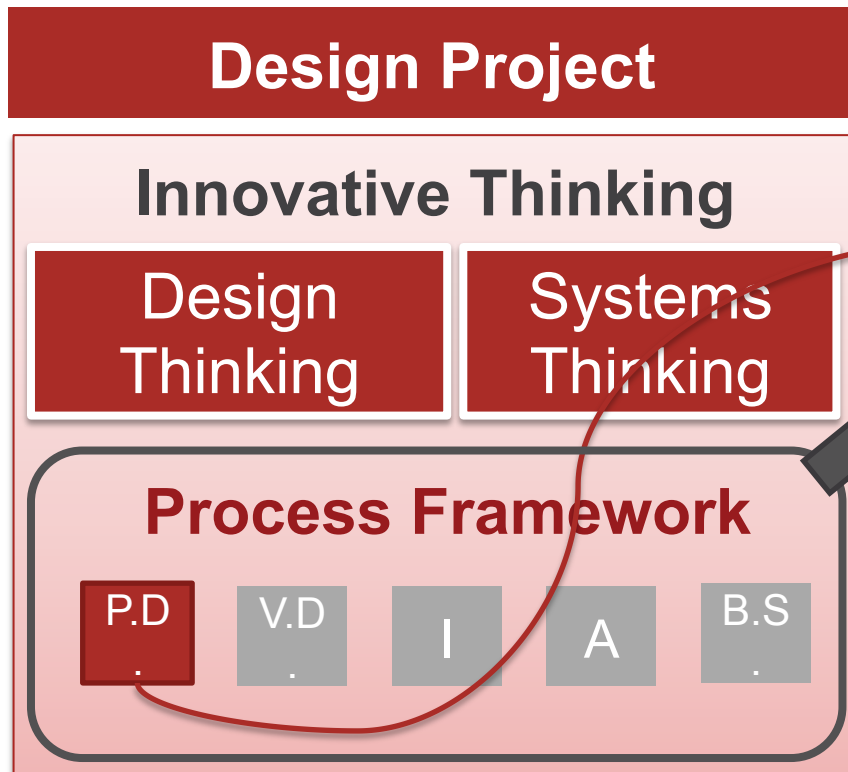 Design Project
Innovative Thinking
Design
Thinking
Systems
Thinking
Process Framework
P.D
.
V.D
.
I
A
B.S
.